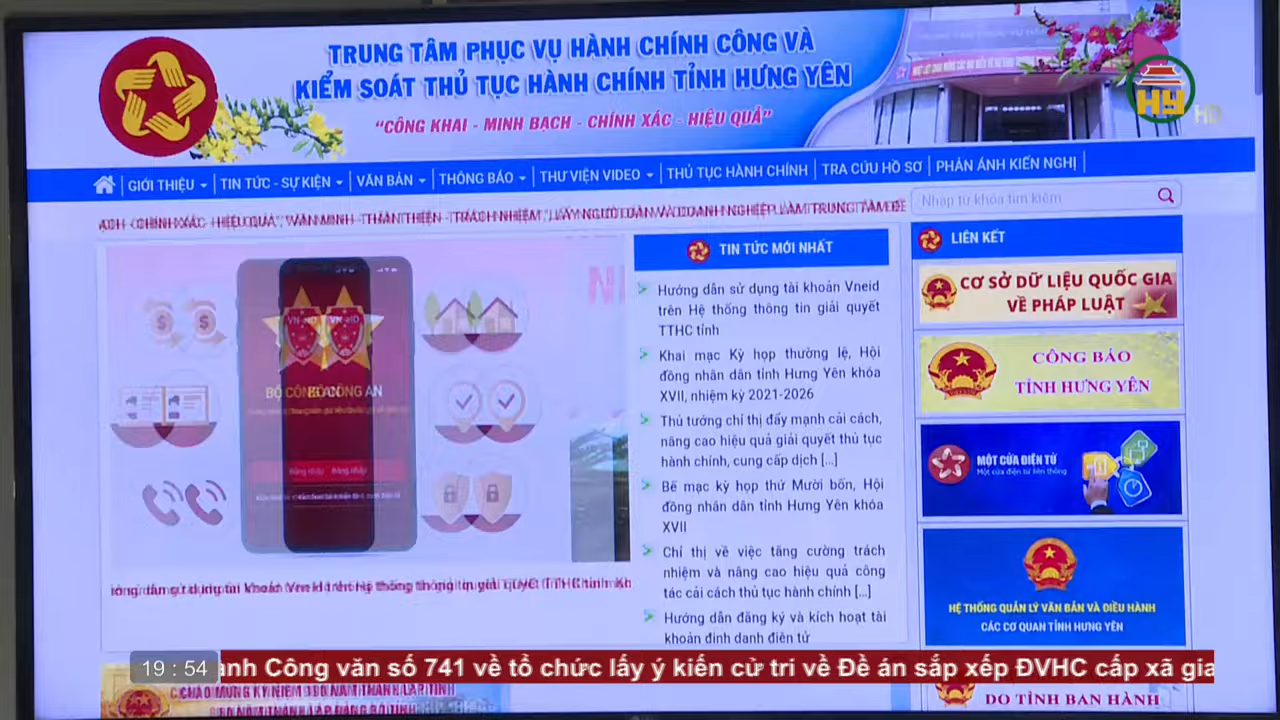 TRUNG TÂM PHỤC VỤ HÀNH CHÍNH CÔNG VÀ
KIỂM SOÁT THỦ TỤC HÀNH CHÍNH TỈNH HƯNG YÊN
"CÔNG KHAI - MINH BẠCH - CHÍNH XÁC - HIỆU QUẢ"
HY HD
GIỚI THIỆU TIN TỨC - SỰ KIỆN VĂN BẢN THÔNG BÁO THƯ VIỆN VIDEO THỦ TỤC HÀNH CHÍNH TRA CỨU HỒ SƠ PHẢN ÁNH KIẾN NGHỊ
Nhập từ khóa tìm kiếm
TIN TỨC MỚI NHẤT
Hướng dẫn sử dụng tài khoản Vneid
trên Hệ thống thông tin giải quyết
TTHC tỉnh
Khai mạc Kỳ họp thường lệ, Hội
đồng nhân dân tỉnh Hưng Yên khóa
XVII, nhiệm kỳ 2021-2026
Thủ tướng chỉ thị đẩy mạnh cải cách,
nâng cao hiệu quả giải quyết thủ tục
hành chính, cung cấp dịch [...]
Bế mạc kỳ họp thứ Mười bốn, Hội
đồng nhân dân tỉnh Hưng Yên khóa
XVII
Chỉ thị về việc tăng cường trách
nhiệm và nâng cao hiệu quả công
tác cải cách thủ tục hành chính [...]
Hướng dẫn đăng ký và kích hoạt tài
khoản định danh điện tử
LIÊN KẾT
CƠ SỞ DỮ LIỆU QUỐC GIA
VỀ PHÁP LUẬT
CÔNG BÁO
TỈNH HƯNG YÊN
MỘT CỬA ĐIỆN TỬ
Một cửa điện tử liên thông
HỆ THỐNG QUẢN LÝ VĂN BẢN VÀ ĐIỀU HÀNH
CÁC CƠ QUAN TỈNH HƯNG YÊN
DO TỈNH BAN HÀNH
19 : 54
anh Công văn số 741 về tổ chức lấy ý kiến cử tri về Đề án sắp xếp ĐVHC cấp xã gia